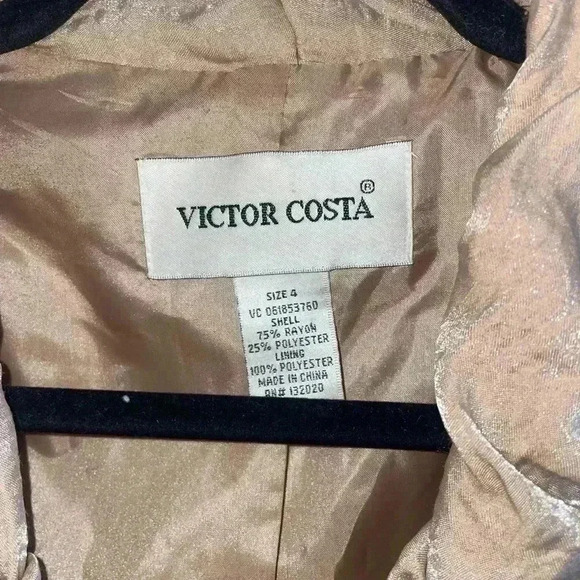 VICTOR COSTA®
SIZE 4
VC 061853760
SHELL
75% RAYON
25% POLYESTER
LINING
100% POLYESTER
MADE IN CHINA
RN# 132020